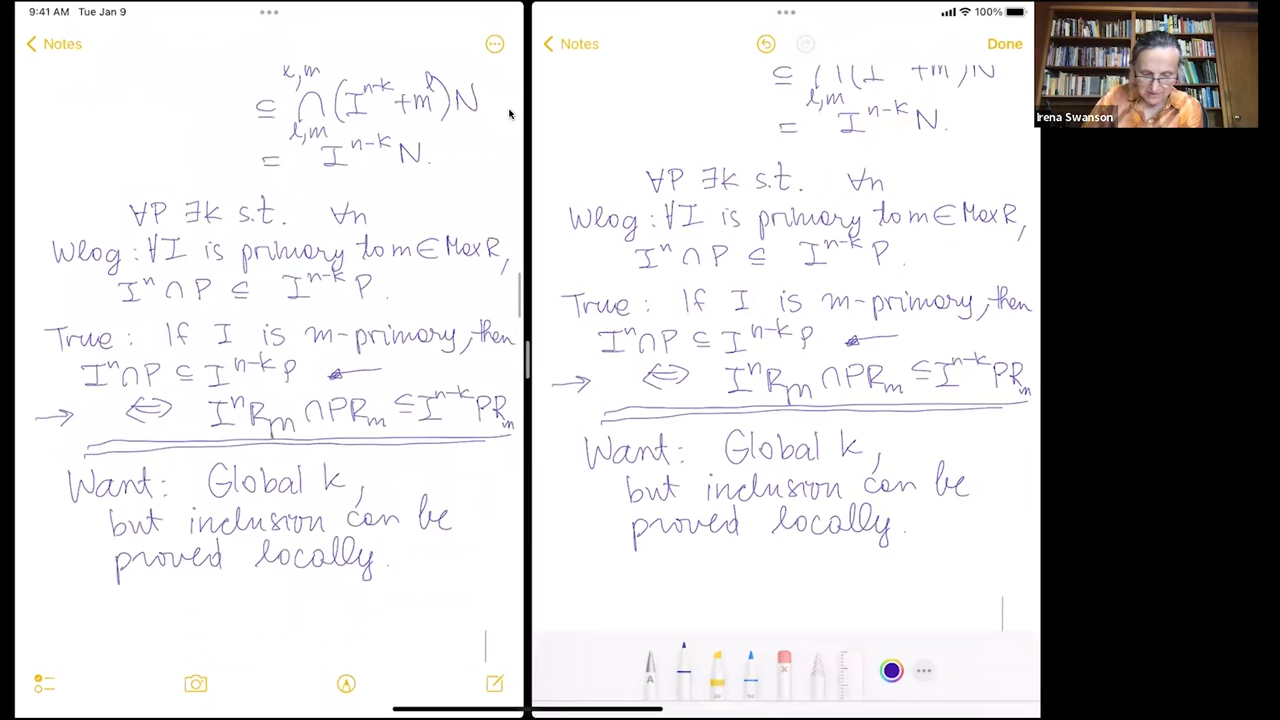 9:41 AM Tue Jan 9
Notes
⊆ ∩ (I^{n-k} + m^l) N
l,m
= I^{n-k} N.
∀P ∃k s.t. ∀n
Wlog: ∀I is primary to m ∈ Max R,
I^n ∩ P ⊆ I^{n-k} P.
True: If I is m-primary, then
I^n ∩ P ⊆ I^{n-k} P ←
→ ⇔ I^n R_m ∩ PR_m ⊆ I^{n-k} PR_m
Want: Global k,
but inclusion can be
proved locally.
100%
Notes
Done
l,m
= I^{n-k} N.
∀P ∃k s.t. ∀n
Wlog: ∀I is primary to m ∈ Max R,
I^n ∩ P ⊆ I^{n-k} P.
True: If I is m-primary, then
I^n ∩ P ⊆ I^{n-k} P ←
→ ⇔ I^n R_m ∩ PR_m ⊆ I^{n-k} PR_m
Want: Global k,
but inclusion can be
proved locally.
A
Irena Swanson